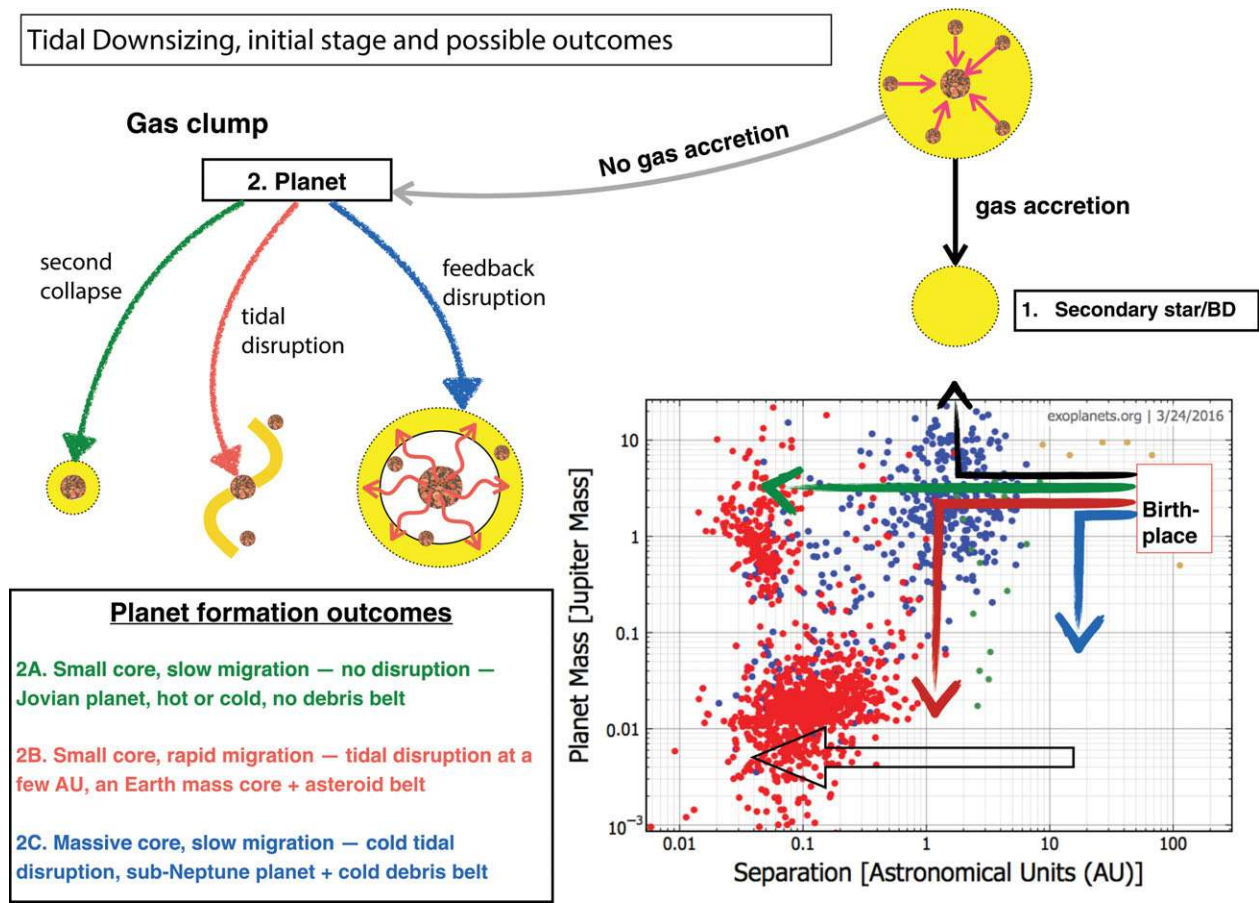 Tidal Downsizing, initial stage and possible outcomes
Gas clump
No gas accretion
2. Planet
gas accretion
second
collapse
tidal
disruption
feedback
disruption
1. Secondary star/BD
Planet formation outcomes
2A. Small core, slow migration — no disruption —
Jovian planet, hot or cold, no debris belt
2B. Small core, rapid migration — tidal disruption at a
few AU, an Earth mass core + asteroid belt
2C. Massive core, slow migration — cold tidal
disruption, sub-Neptune planet + cold debris belt
exoplanets.org | 3/24/2016
Birth-
place
Planet Mass [Jupiter Mass]
10
1
0.1
0.01
10⁻³
0.01 0.1 1 10 100
Separation [Astronomical Units (AU)]